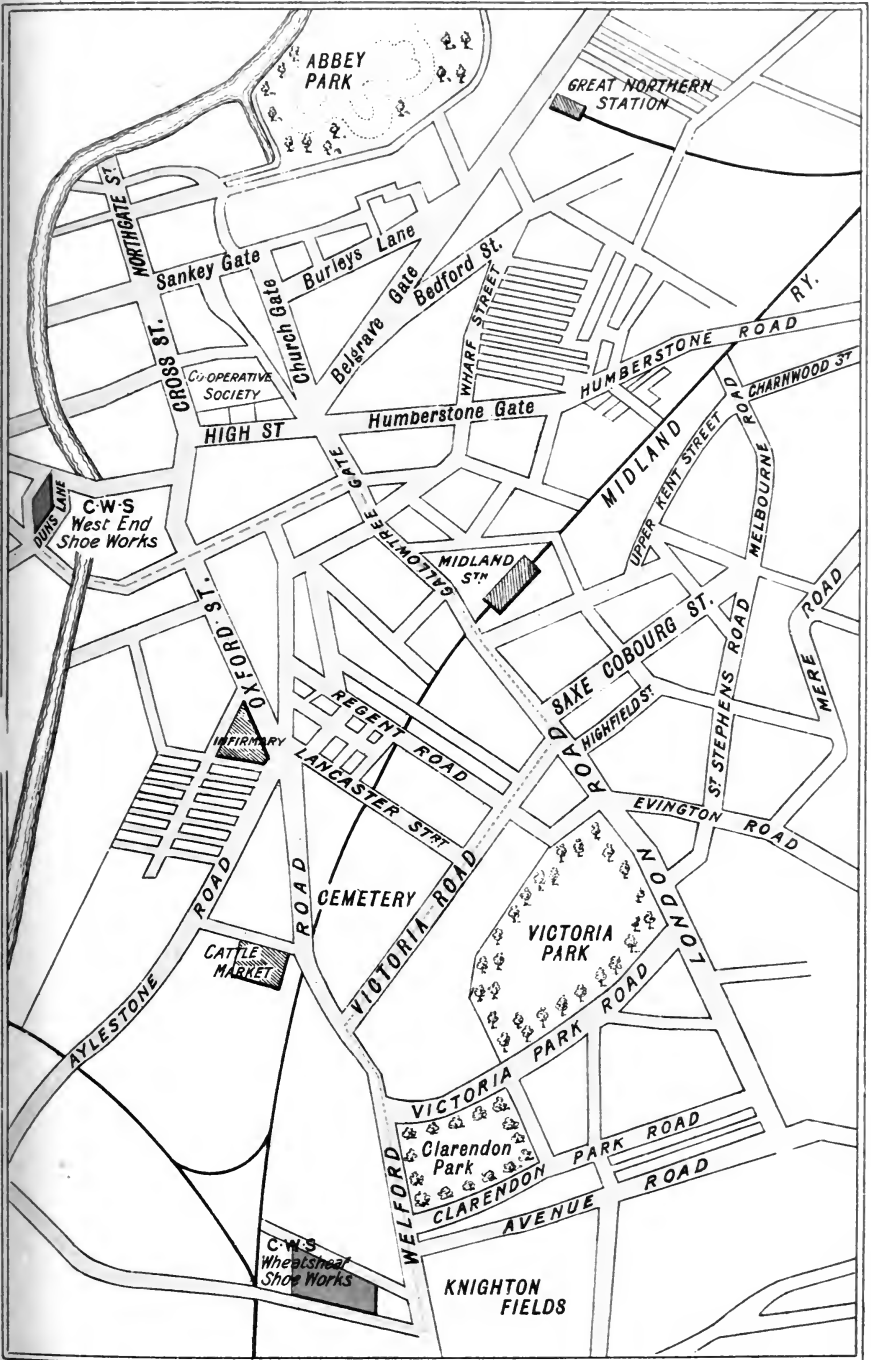 ABBEY
PARK
GREAT NORTHERN
STATION
NORTHGATE ST.
Sankey Gate
Burleys Lane
Church Gate
Belgrave Gate
Bedford St.
WHARF STREET
CROSS ST.
CO-OPERATIVE
SOCIETY
HIGH ST
Humberstone Gate
HUMBERSTONE ROAD
MIDLAND RY.
CHARNWOOD ST
MELBOURNE ROAD
UPPER KENT STREET
GALLOWTREE GATE
C·W·S
West End
Shoe Works
DUNS LANE
MIDLAND
STN
OXFORD ST.
SAXE COBOURG ST.
HIGHFIELD ST.
ST STEPHENS ROAD
MERE ROAD
INFIRMARY
REGENT ROAD
LANCASTER STRT
EVINGTON ROAD
LONDON ROAD
CEMETERY
VICTORIA ROAD
VICTORIA
PARK
CATTLE
MARKET
AYLESTONE ROAD
WELFORD ROAD
VICTORIA PARK ROAD
Clarendon
Park
CLARENDON PARK ROAD
AVENUE ROAD
C·W·S
Wheatsheaf
Shoe Works
KNIGHTON
FIELDS